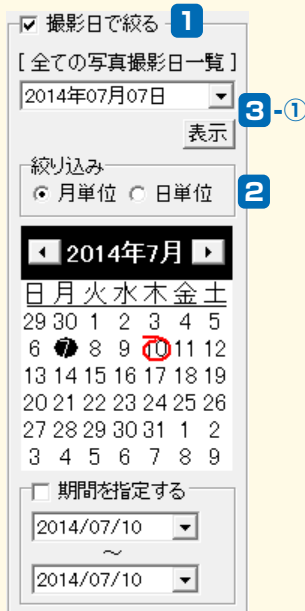 撮影日で絞る 1
[全ての写真撮影日一覧]
2014年07月07日
3-①
表示
絞り込み
月単位 日単位 2
2014年7月
日 月 火 水 木 金 土
29 30 1 2 3 4 5
6 7 8 9 10 11 12
13 14 15 16 17 18 19
20 21 22 23 24 25 26
27 28 29 30 31 1 2
3 4 5 6 7 8 9
期間を指定する
2014/07/10
～
2014/07/10